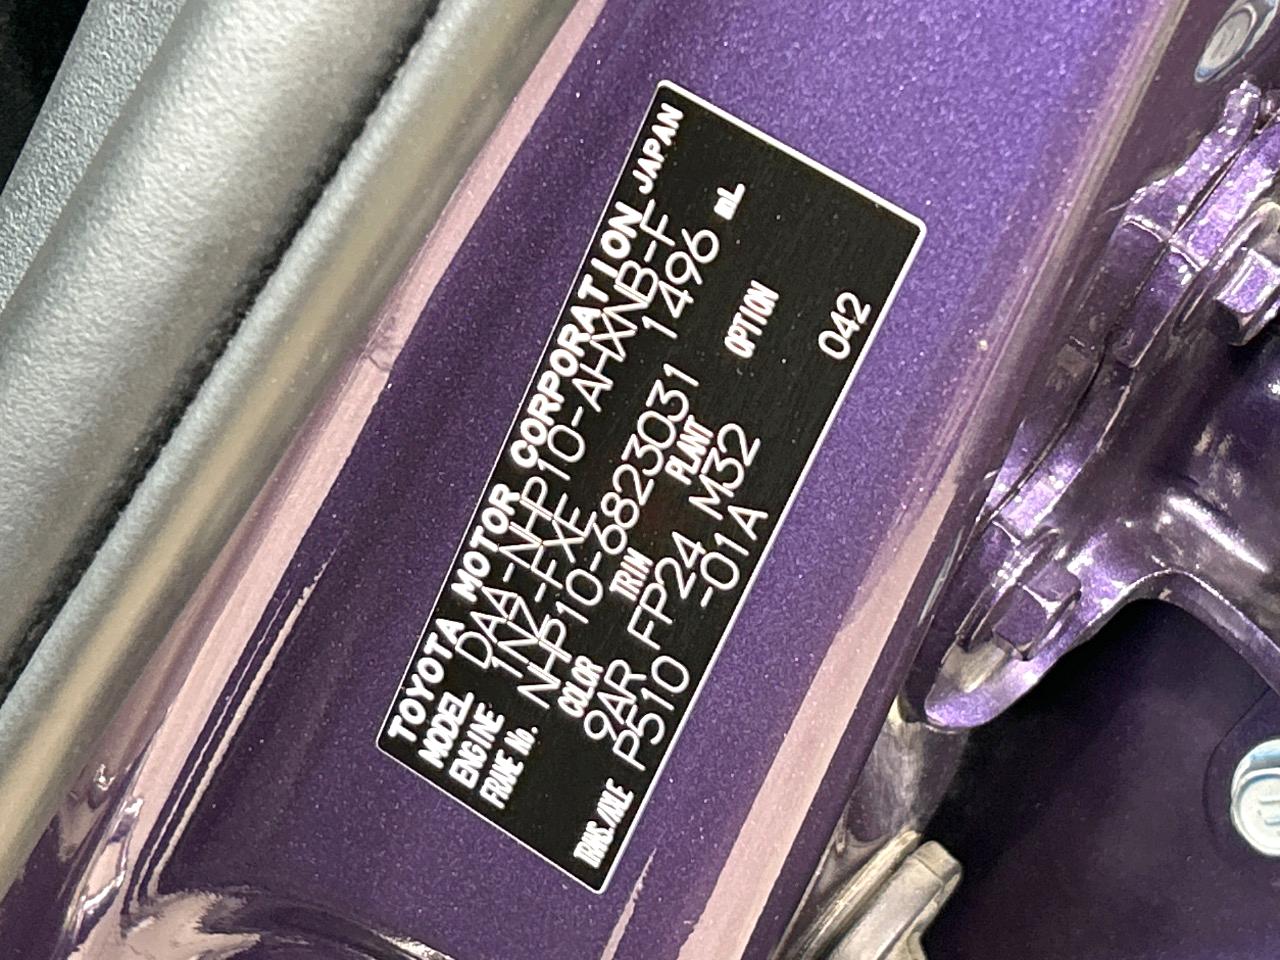 TOYOTA MOTOR CORPORATION JAPAN
MODEL DAA-NHP10-AHXNB-F
ENGINE 1NZ-FXE 1496 mL
FRAME No. NHP10-6823031
COLOR TRIM PLANT OPTION
9AR FP24 M32
TRANS./AXLE P510 -01A 042